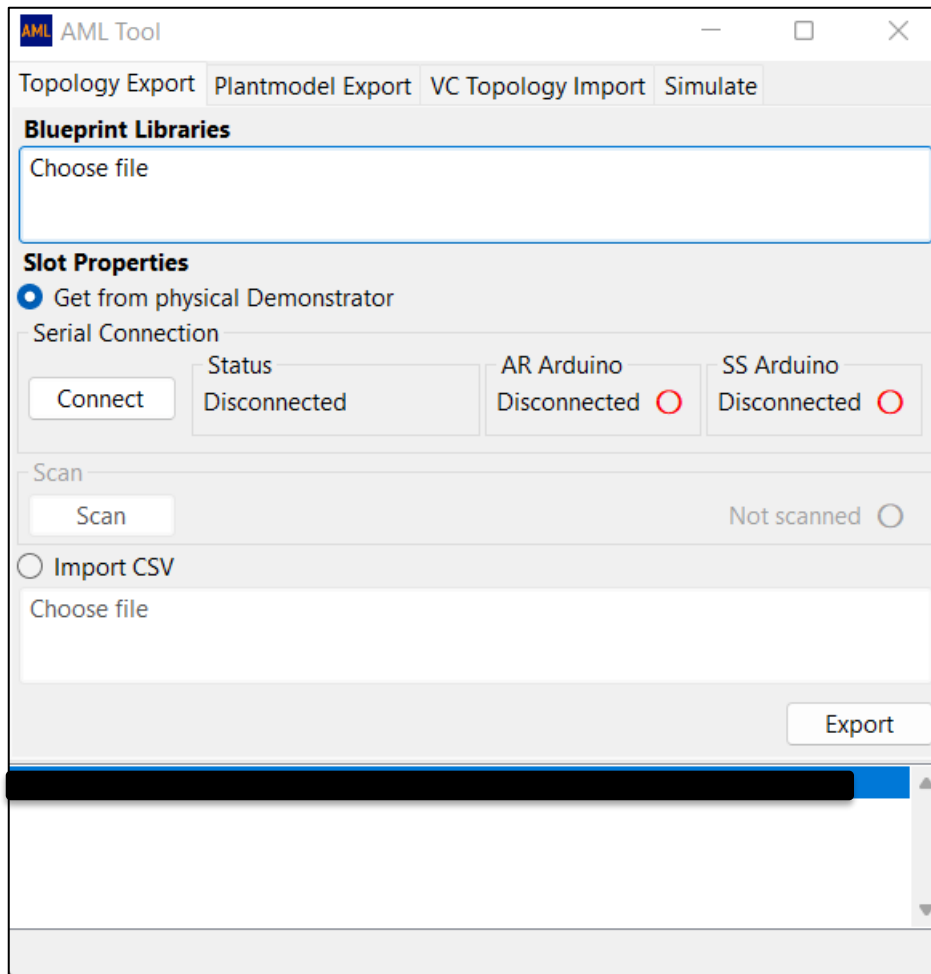 AML AML Tool
Topology Export Plantmodel Export VC Topology Import Simulate
Blueprint Libraries
Choose file
Slot Properties
Get from physical Demonstrator
Serial Connection
Status AR Arduino SS Arduino
Connect Disconnected Disconnected Disconnected
Scan
Scan Not scanned
Import CSV
Choose file
Export